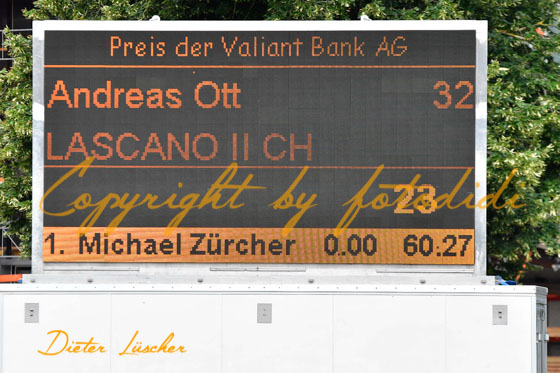 Preis der Valiant Bank AG
Andreas Ott 32
LASCANO II CH
Copyright by fotodidi
23
1. Michael Zürcher 0.00 60.27
Dieter Lüscher